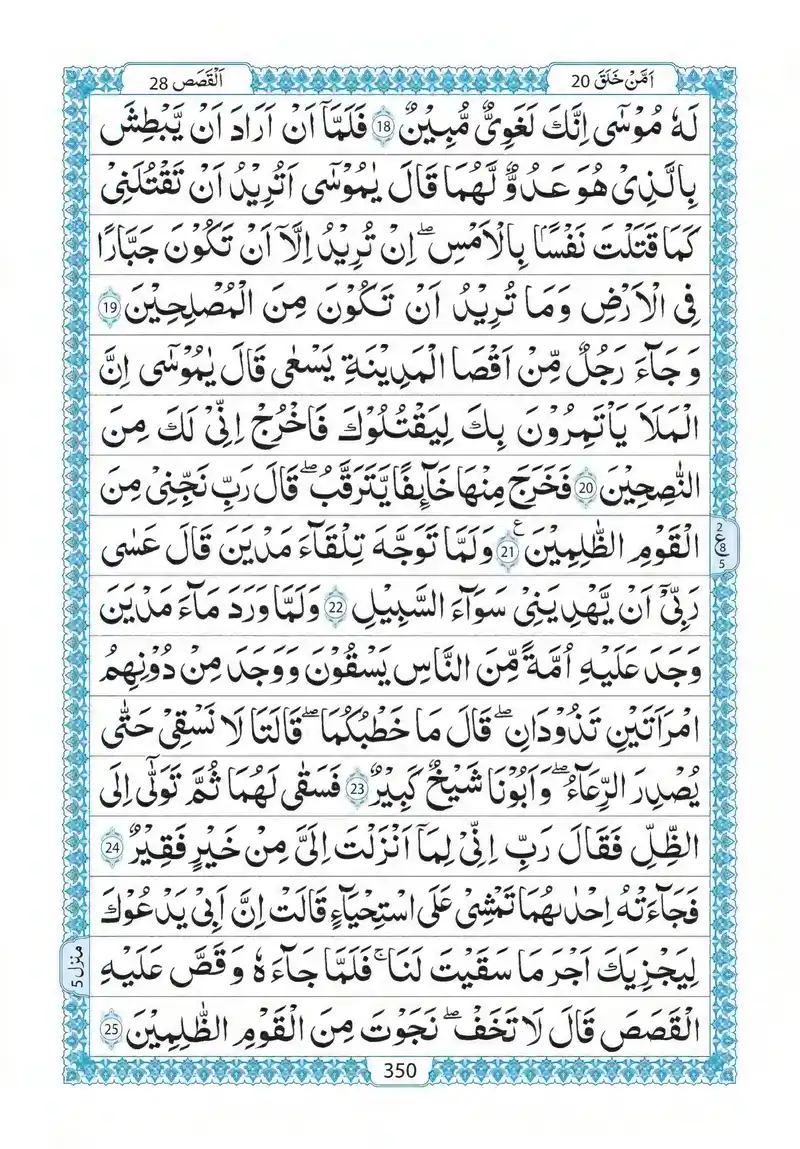 اَمَّنْ خَلَقَ 20
اَلْقَصَص 28
لَهٗ مُوْسٰۤى اِنَّكَ لَغَوِىٌّ مُّبِيْنٌ 18 فَلَمَّاۤ اَنْ اَرَادَ اَنْ يَّبْطِشَ
بِالَّذِىْ هُوَ عَدُوٌّ لَّهُمَا قَالَ يٰمُوْسٰۤى اَتُرِيْدُ اَنْ تَقْتُلَنِىْ
كَمَا قَتَلْتَ نَفْسًاۢ بِالْاَمْسِ ۖ اِنْ تُرِيْدُ اِلَّاۤ اَنْ تَكُوْنَ جَبَّارًا
فِى الْاَرْضِ وَمَا تُرِيْدُ اَنْ تَكُوْنَ مِنَ الْمُصْلِحِيْنَ 19
وَجَآءَ رَجُلٌ مِّنْ اَقْصَا الْمَدِيْنَةِ يَسْعٰى قَالَ يٰمُوْسٰۤى اِنَّ
الْمَلَاَ يَاْتَمِرُوْنَ بِكَ لِيَقْتُلُوْكَ فَاخْرُجْ اِنِّىْ لَكَ مِنَ
النّٰصِحِيْنَ 20 فَخَرَجَ مِنْهَا خَآئِفًا يَّتَرَقَّبُ ۖ قَالَ رَبِّ نَجِّنِىْ مِنَ
الْقَوْمِ الظّٰلِمِيْنَ 21 ع وَلَمَّا تَوَجَّهَ تِلْقَآءَ مَدْيَنَ قَالَ عَسٰى
2 ع 8 5
رَبِّىْۤ اَنْ يَّهْدِيَنِىْ سَوَآءَ السَّبِيْلِ 22 وَلَمَّا وَرَدَ مَآءَ مَدْيَنَ
وَجَدَ عَلَيْهِ اُمَّةً مِّنَ النَّاسِ يَسْقُوْنَ وَوَجَدَ مِنْ دُوْنِهِمُ
امْرَاَتَيْنِ تَذُوْدَانِ ۖ قَالَ مَا خَطْبُكُمَا ۖ قَالَتَا لَا نَسْقِىْ حَتّٰى
يُصْدِرَ الرِّعَآءُ ۖ وَاَبُوْنَا شَيْخٌ كَبِيْرٌ 23 فَسَقٰى لَهُمَا ثُمَّ تَوَلّٰٓى اِلَى
الظِّلِّ فَقَالَ رَبِّ اِنِّىْ لِمَاۤ اَنْزَلْتَ اِلَىَّ مِنْ خَيْرٍ فَقِيْرٌ 24
فَجَآءَتْهُ اِحْدٰىهُمَا تَمْشِىْ عَلَى اسْتِحْيَآءٍ قَالَتْ اِنَّ اَبِىْ يَدْعُوْكَ
لِيَجْزِيَكَ اَجْرَ مَا سَقَيْتَ لَنَا ۚ فَلَمَّا جَآءَهٗ وَقَصَّ عَلَيْهِ
الْقَصَصَ قَالَ لَا تَخَفْ ۖ نَجَوْتَ مِنَ الْقَوْمِ الظّٰلِمِيْنَ 25
منزل 5
350